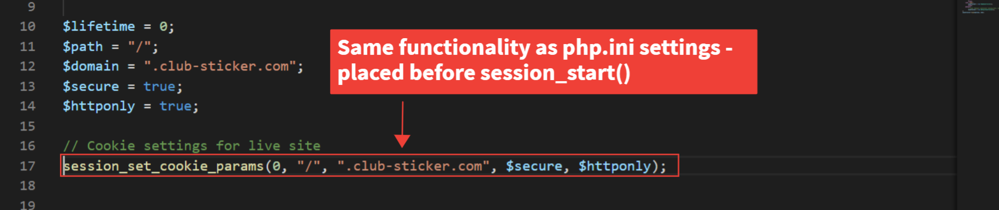 9
10 $lifetime = 0;
11 $path = "/";
12 $domain = ".club-sticker.com";
13 $secure = true;
14 $httponly = true;
15
16 // Cookie settings for live site
17 session_set_cookie_params(0, "/", ".club-sticker.com", $secure, $httponly);
18
19
Same functionality as php.ini settings -
placed before session_start()